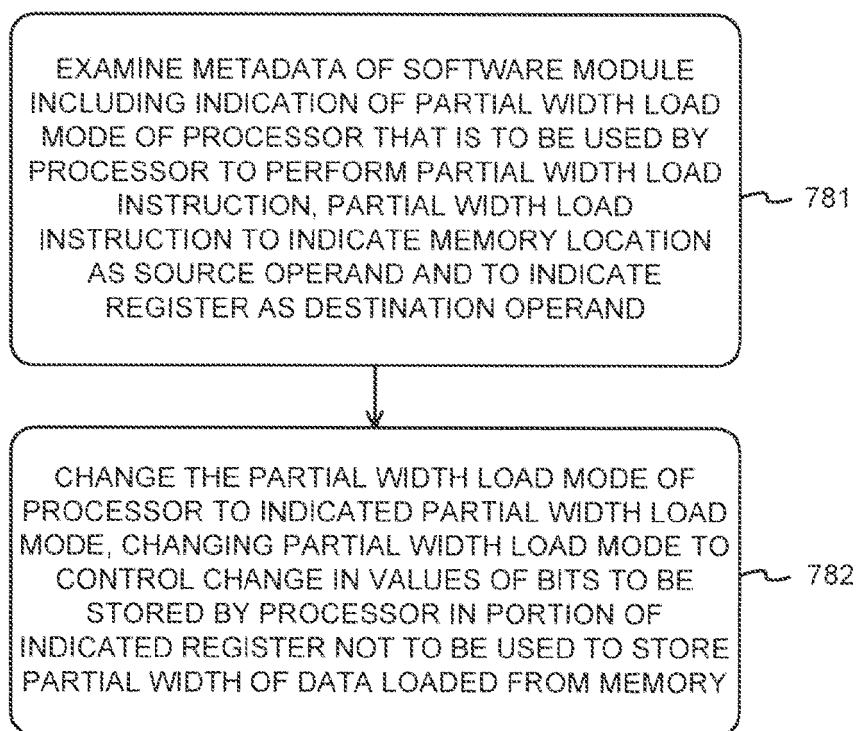 EXAMINE METADATA OF SOFTWARE MODULE
INCLUDING INDICATION OF PARTIAL WIDTH LOAD
MODE OF PROCESSOR THAT IS TO BE USED BY
PROCESSOR TO PERFORM PARTIAL WIDTH LOAD
INSTRUCTION, PARTIAL WIDTH LOAD
INSTRUCTION TO INDICATE MEMORY LOCATION
AS SOURCE OPERAND AND TO INDICATE
REGISTER AS DESTINATION OPERAND
781
CHANGE THE PARTIAL WIDTH LOAD MODE OF
PROCESSOR TO INDICATED PARTIAL WIDTH LOAD
MODE, CHANGING PARTIAL WIDTH LOAD MODE TO
CONTROL CHANGE IN VALUES OF BITS TO BE
STORED BY PROCESSOR IN PORTION OF
INDICATED REGISTER NOT TO BE USED TO STORE
PARTIAL WIDTH OF DATA LOADED FROM MEMORY
782